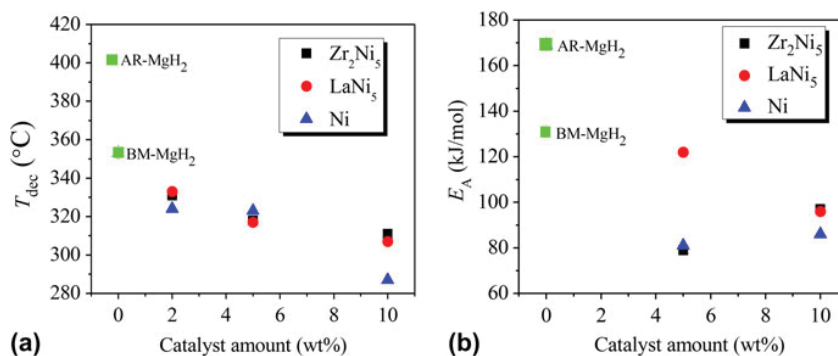 420
400
380
360
340
320
300
280
T_dec (°C)
AR-MgH₂
BM-MgH₂
Zr₂Ni₅
LaNi₅
Ni
0 2 4 6 8 10
Catalyst amount (wt%)
(a)
180
160
140
120
100
80
60
E_A (kJ/mol)
AR-MgH₂
BM-MgH₂
Zr₂Ni₅
LaNi₅
Ni
0 2 4 6 8 10
Catalyst amount (wt%)
(b)